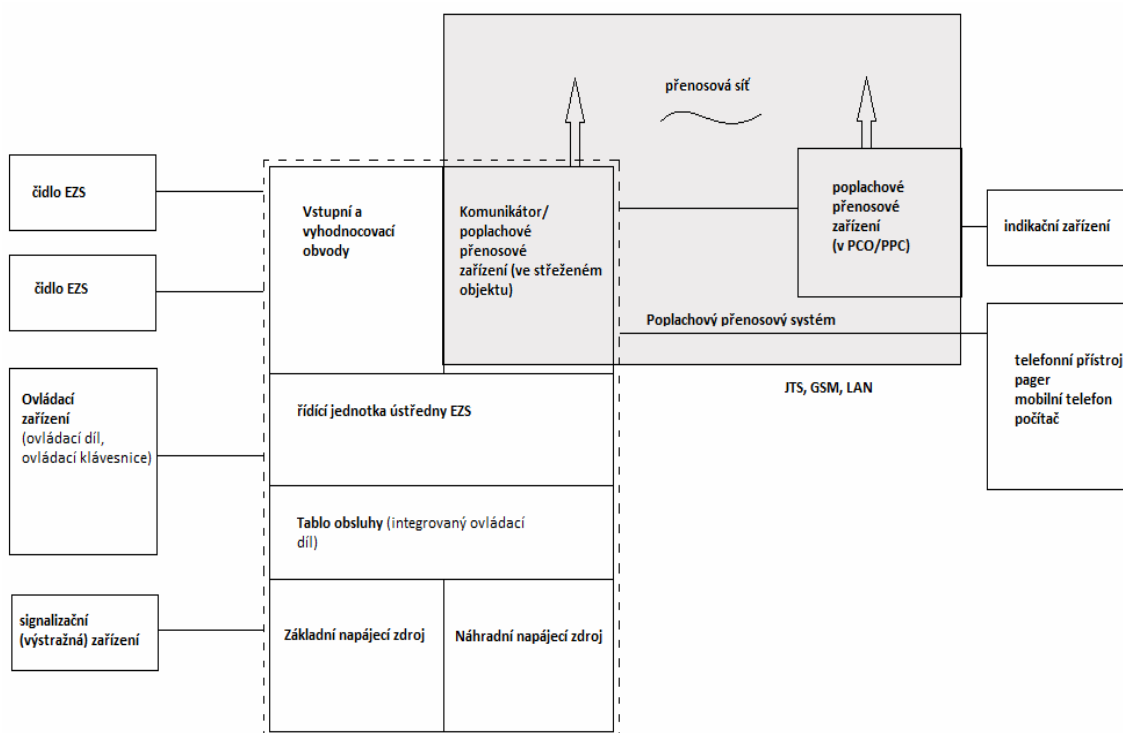 přenosová síť
čidlo EZS
čidlo EZS
Vstupní a
vyhodnocovací
obvody
Komunikátor/
poplachové
přenosové
zařízení (ve střeženém
objektu)
poplachové
přenosové
zařízení
(v PCO/PPC)
indikační zařízení
Poplachový přenosový systém
telefonní přístroj
pager
mobilní telefon
počítač
JTS, GSM, LAN
Ovládací
zařízení
(ovládací díl,
ovládací klávesnice)
řídící jednotka ústředny EZS
Tablo obsluhy (integrovaný ovládací
díl)
signalizační
(výstražná) zařízení
Základní napájecí zdroj
Náhradní napájecí zdroj